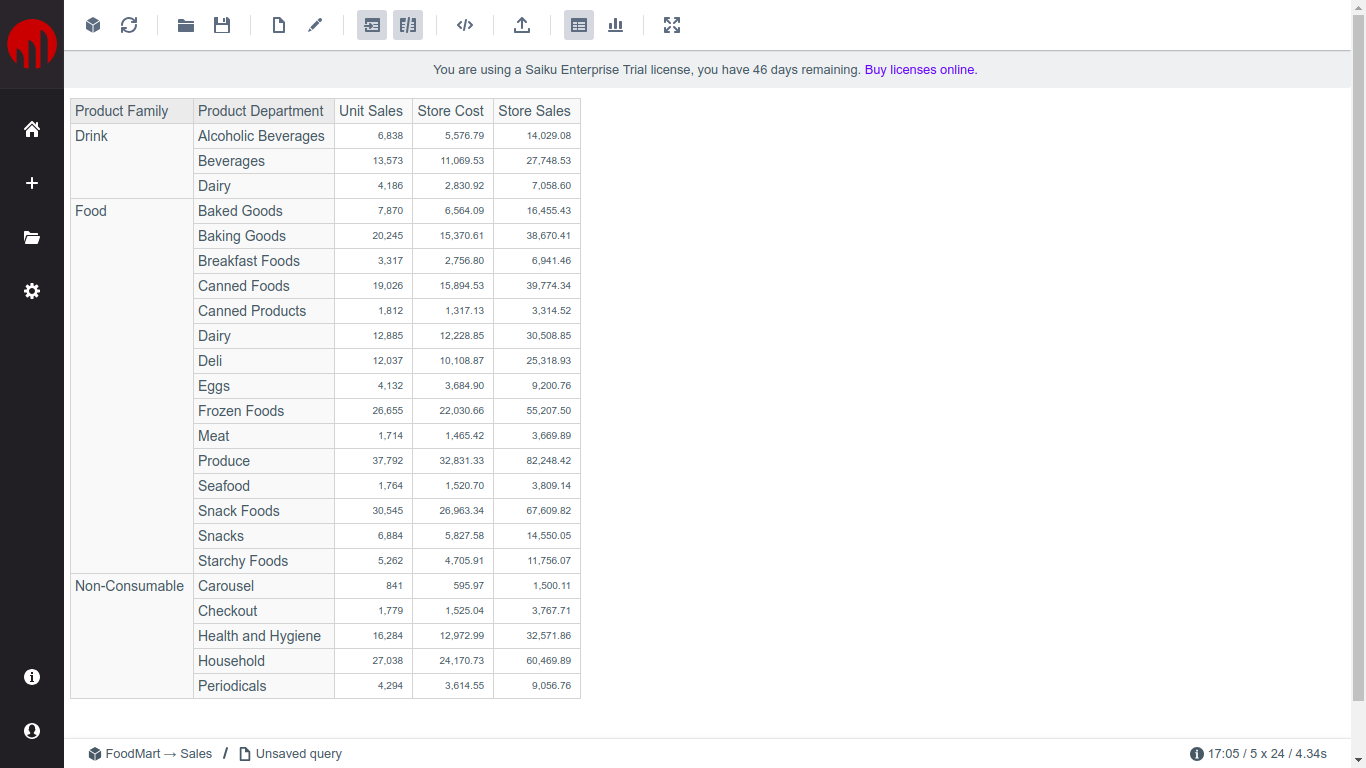 You are using a Saiku Enterprise Trial license, you have 46 days remaining. Buy licenses online.
Product Family Product Department Unit Sales Store Cost Store Sales
Drink Alcoholic Beverages 6,838 5,576.79 14,029.08
Beverages 13,573 11,069.53 27,748.53
Dairy 4,186 2,830.92 7,058.60
Food Baked Goods 7,870 6,564.09 16,455.43
Baking Goods 20,245 15,370.61 38,670.41
Breakfast Foods 3,317 2,756.80 6,941.46
Canned Foods 19,026 15,894.53 39,774.34
Canned Products 1,812 1,317.13 3,314.52
Dairy 12,885 12,228.85 30,508.85
Deli 12,037 10,108.87 25,318.93
Eggs 4,132 3,684.90 9,200.76
Frozen Foods 26,655 22,030.66 55,207.50
Meat 1,714 1,465.42 3,669.89
Produce 37,792 32,831.33 82,248.42
Seafood 1,764 1,520.70 3,809.14
Snack Foods 30,545 26,963.34 67,609.82
Snacks 6,884 5,827.58 14,550.05
Starchy Foods 5,262 4,705.91 11,756.07
Non-Consumable Carousel 841 595.97 1,500.11
Checkout 1,779 1,525.04 3,767.71
Health and Hygiene 16,284 12,972.99 32,571.86
Household 27,038 24,170.73 60,469.89
Periodicals 4,294 3,614.55 9,056.76
FoodMart → Sales / Unsaved query 17:05 / 5 x 24 / 4.34s